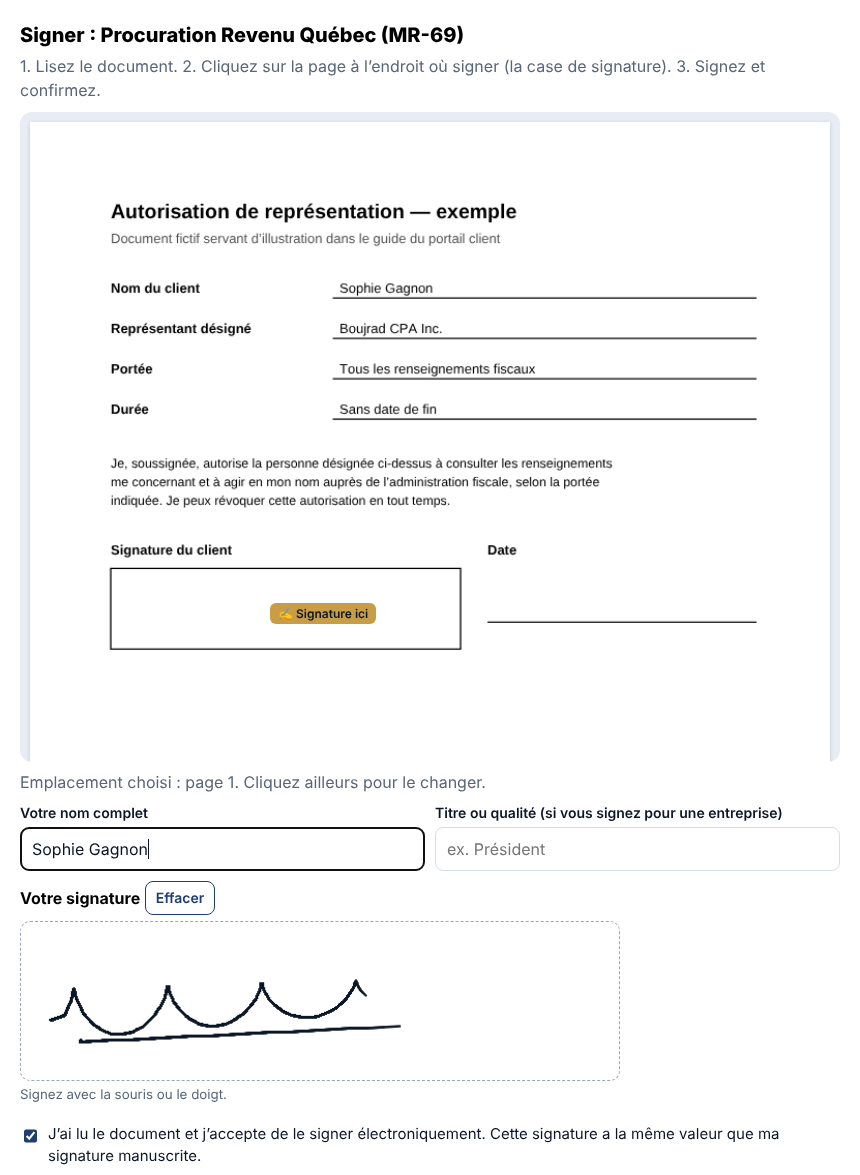 Signer : Procuration Revenu Québec (MR-69)
1. Lisez le document. 2. Cliquez sur la page à l’endroit où signer (la case de signature). 3. Signez et
confirmez.
Autorisation de représentation — exemple
Document fictif servant d’illustration dans le guide du portail client
Nom du client Sophie Gagnon
Représentant désigné Boujrad CPA Inc.
Portée Tous les renseignements fiscaux
Durée Sans date de fin
Je, soussignée, autorise la personne désignée ci-dessus à consulter les renseignements
me concernant et à agir en mon nom auprès de l’administration fiscale, selon la portée
indiquée. Je peux révoquer cette autorisation en tout temps.
Signature du client Date
✍️ Signature ici
Emplacement choisi : page 1. Cliquez ailleurs pour le changer.
Votre nom complet Titre ou qualité (si vous signez pour une entreprise)
Sophie Gagnon ex. Président
Votre signature Effacer
Signez avec la souris ou le doigt.
J’ai lu le document et j’accepte de le signer électroniquement. Cette signature a la même valeur que ma
signature manuscrite.